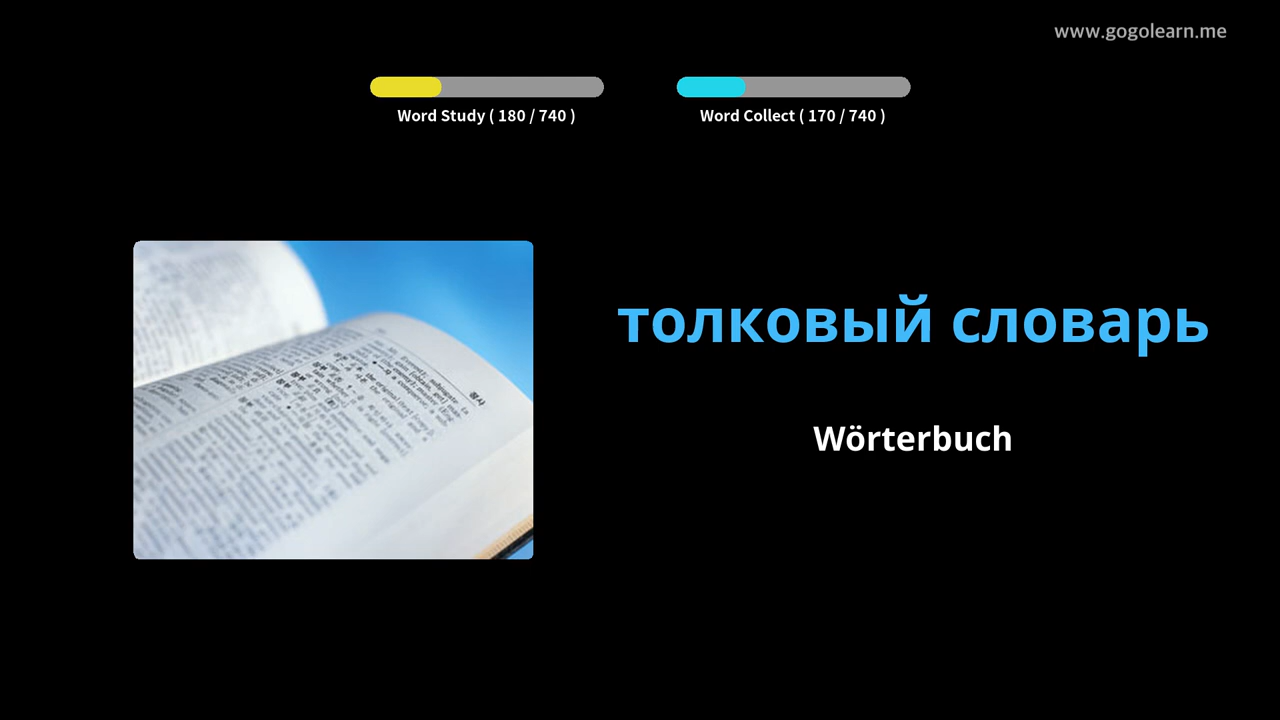 www.gogolearn.me
Word Study ( 180 / 740 )
Word Collect ( 170 / 740 )
толковый словарь
Wörterbuch